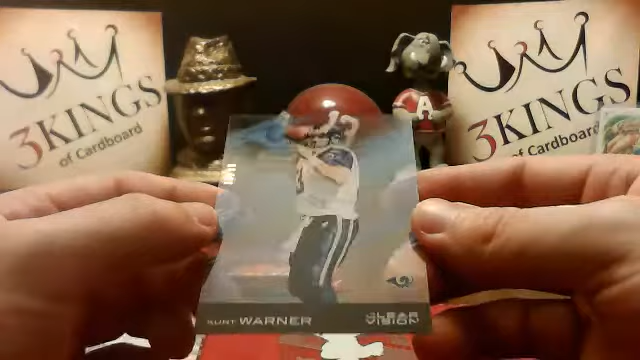 3KINGS
of Cardboard
A
3KINGS
of Cardboard
KURT WARNER
CLEAR
VISION